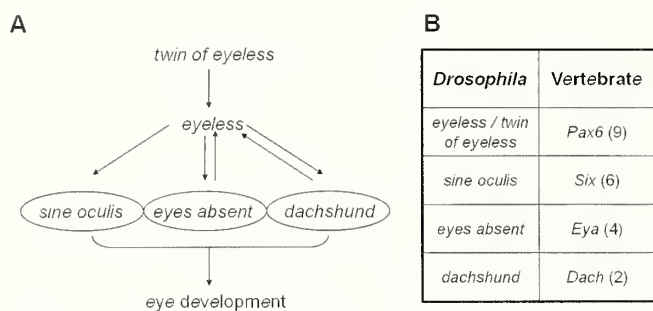 A
twin of eyeless
eyeless
sine oculis
eyes absent
dachshund
eye development
B
Drosophila
Vertebrate
eyeless / twin
of eyeless
Pax6 (9)
sine oculis
Six (6)
eyes absent
Eya (4)
dachshund
Dach (2)